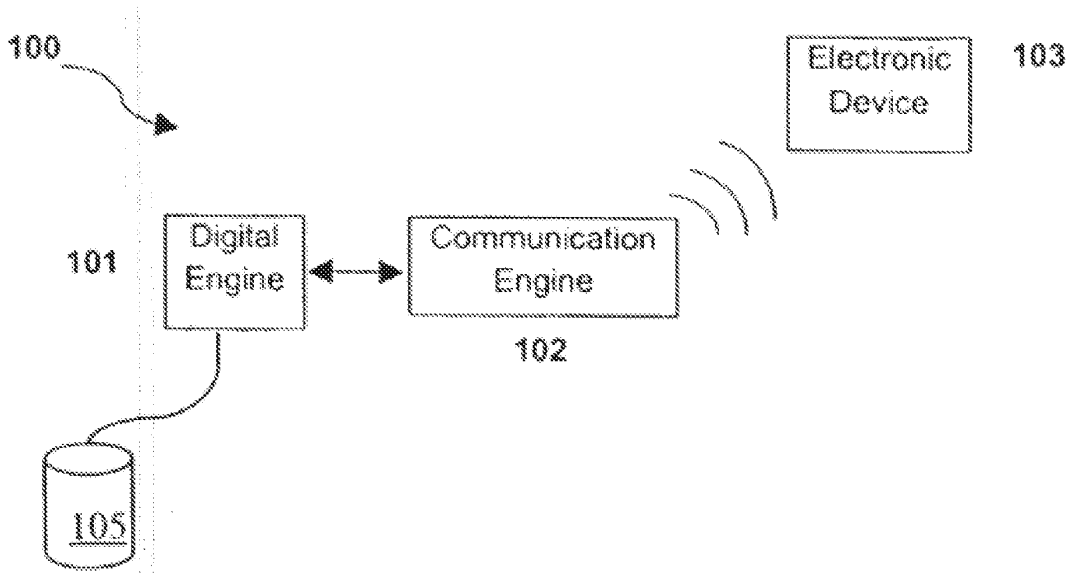 100
Electronic
Device
103
101
Digital
Engine
Communication
Engine
102
105